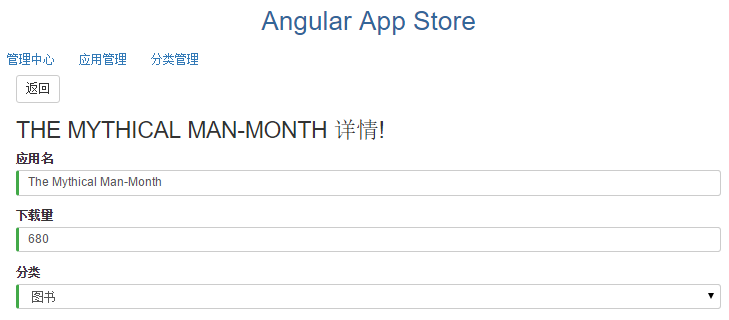 Angular App Store
管理中心 应用管理 分类管理
返回
THE MYTHICAL MAN-MONTH 详情!
应用名
The Mythical Man-Month
下载量
680
分类
图书